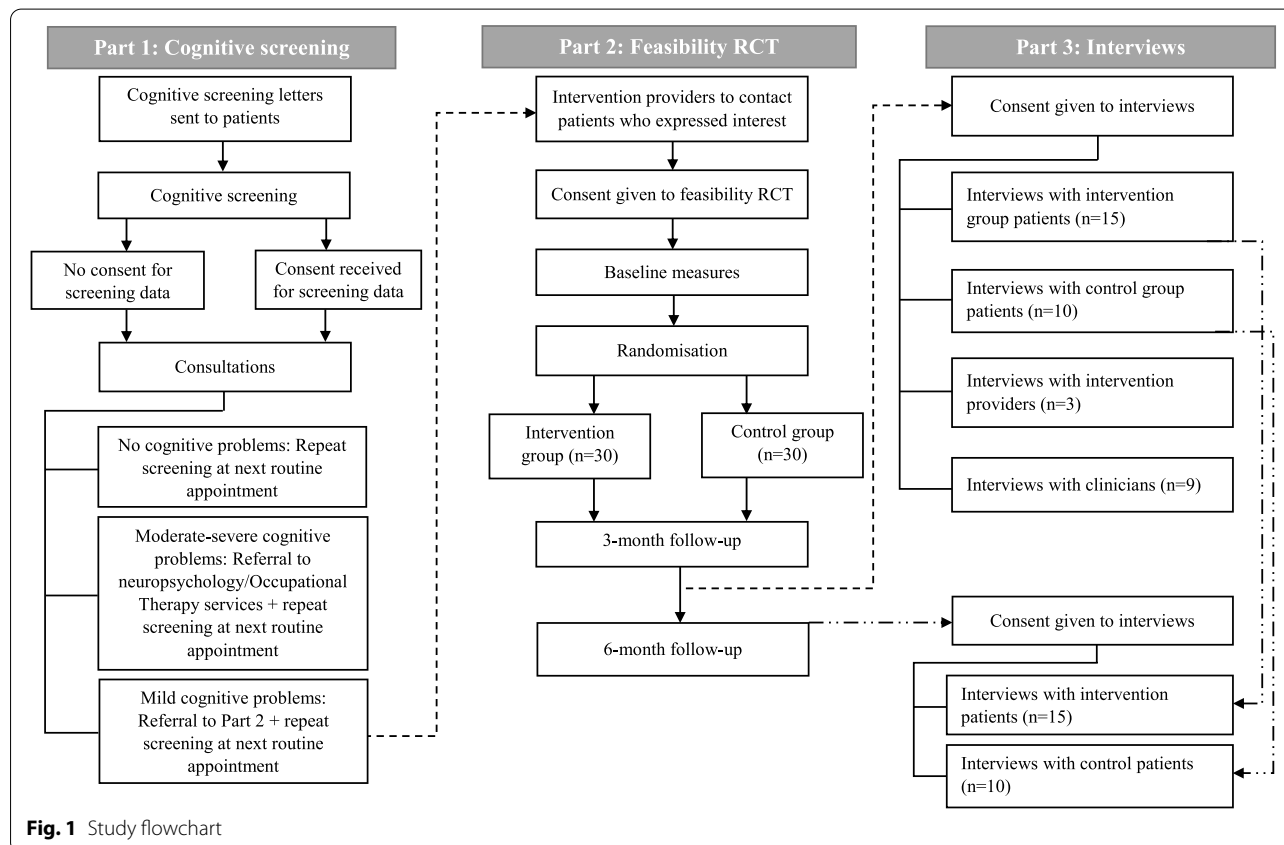 Part 1: Cognitive screening
Cognitive screening letters
sent to patients
Cognitive screening
No consent for
screening data
Consent received
for screening data
Consultations
No cognitive problems: Repeat
screening at next routine
appointment
Moderate-severe cognitive
problems: Referral to
neuropsychology/Occupational
Therapy services + repeat
screening at next routine
appointment
Mild cognitive problems:
Referral to Part 2 + repeat
screening at next routine
appointment
Part 2: Feasibility RCT
Intervention providers to contact
patients who expressed interest
Consent given to feasibility RCT
Baseline measures
Randomisation
Intervention
group (n=30)
Control group
(n=30)
3-month follow-up
6-month follow-up
Part 3: Interviews
Consent given to interviews
Interviews with intervention
group patients (n=15)
Interviews with control group
patients (n=10)
Interviews with intervention
providers (n=3)
Interviews with clinicians (n=9)
Consent given to interviews
Interviews with intervention
patients (n=15)
Interviews with control patients
(n=10)
Fig. 1 Study flowchart